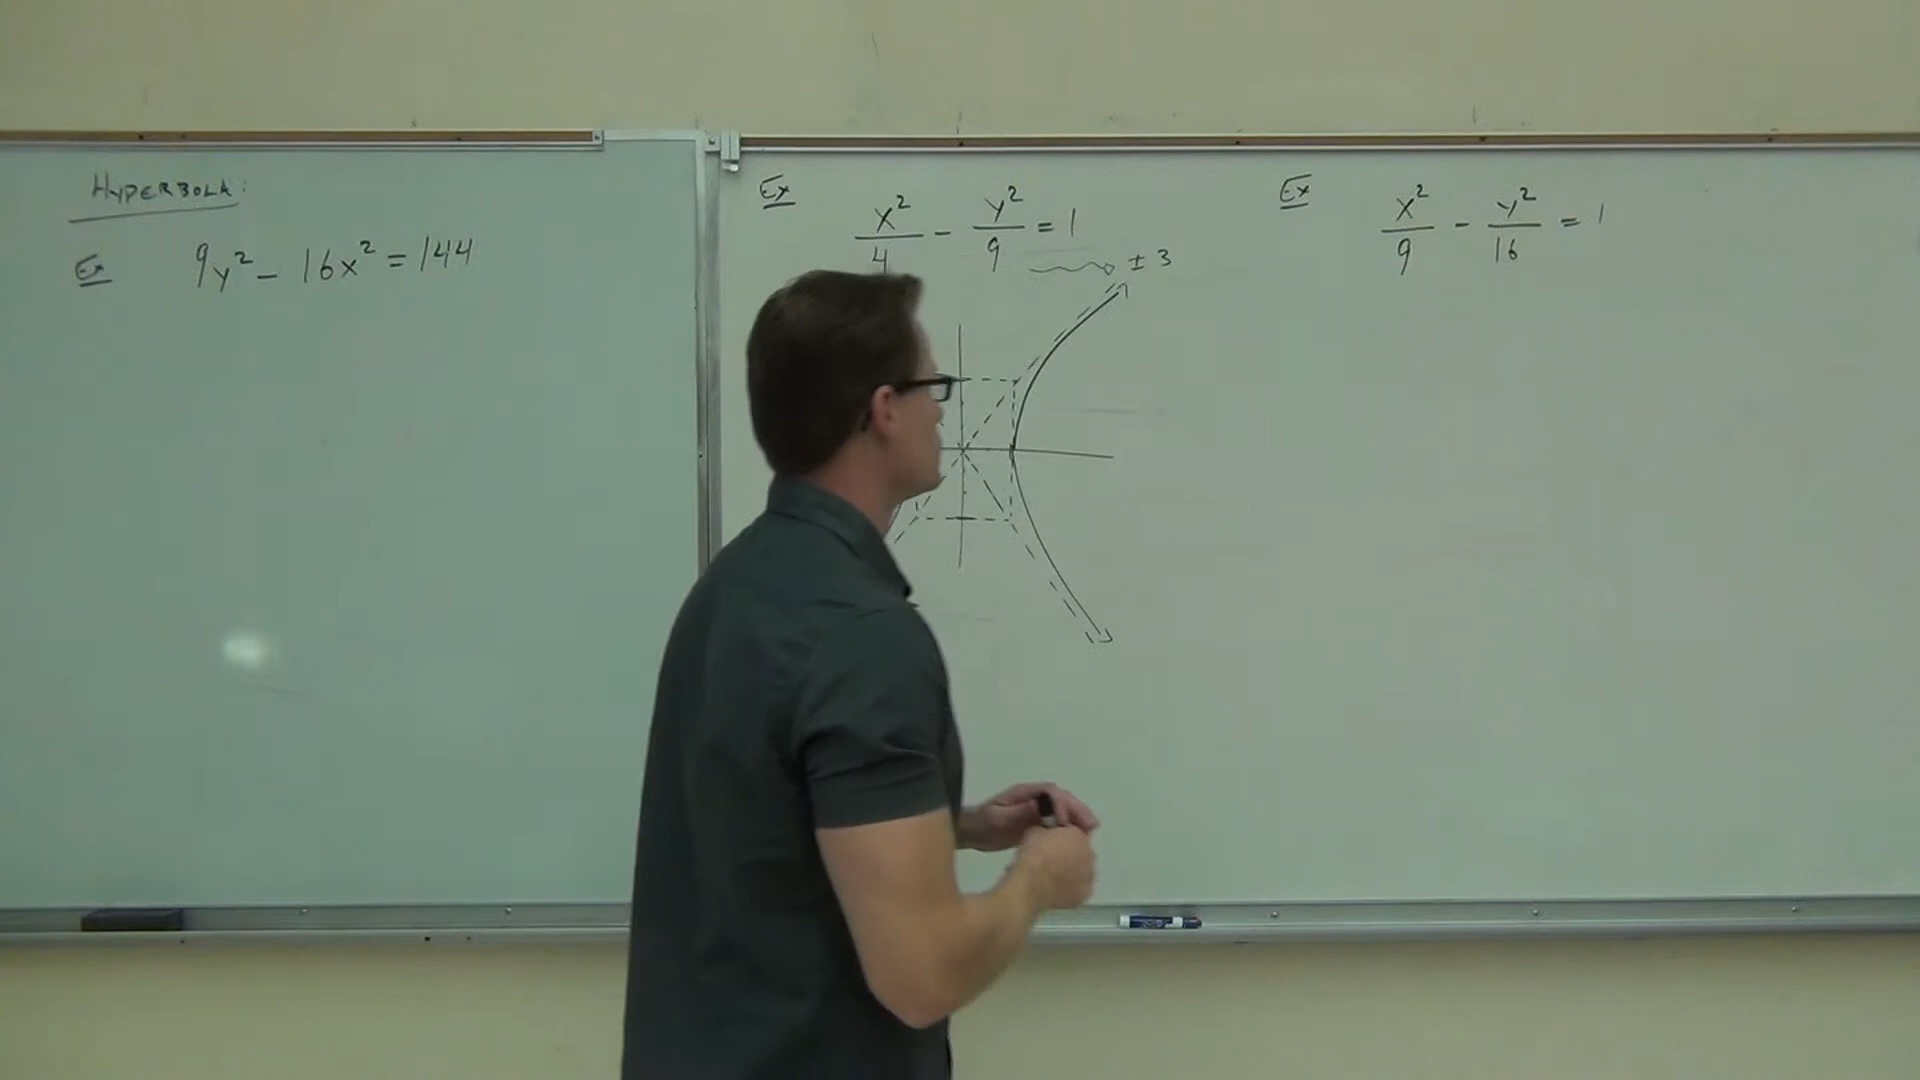 HYPERBOLA:
Ex 9y² - 16x² = 144
Ex x²/4 - y²/9 = 1
± 3
Ex x²/9 - y²/16 = 1